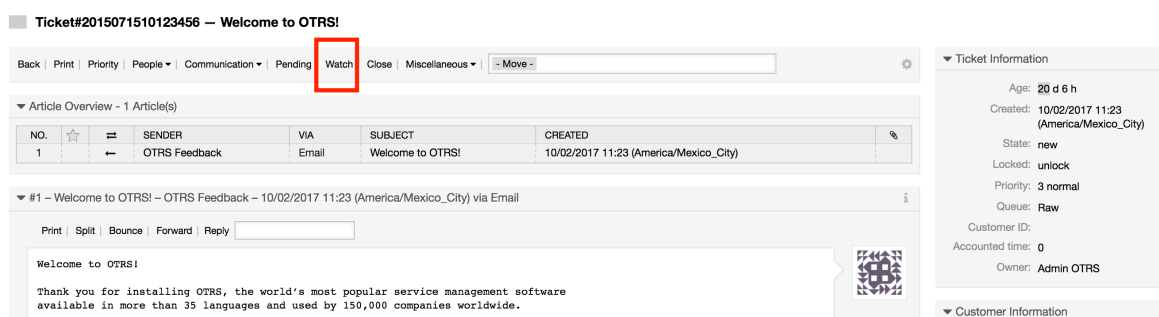 Ticket#2015071510123456 — Welcome to OTRS!
Back | Print | Priority | People | Communication | Pending Watch Close | Miscellaneous | - Move -
Article Overview - 1 Article(s)
NO. SENDER VIA SUBJECT CREATED
1 OTRS Feedback Email Welcome to OTRS! 10/02/2017 11:23 (America/Mexico_City)
#1 – Welcome to OTRS! – OTRS Feedback – 10/02/2017 11:23 (America/Mexico_City) via Email
Print | Split | Bounce | Forward | Reply
Welcome to OTRS!
Thank you for installing OTRS, the world's most popular service management software
available in more than 35 languages and used by 150,000 companies worldwide.
Ticket Information
Age: 20 d 6 h
Created: 10/02/2017 11:23
(America/Mexico_City)
State: new
Locked: unlock
Priority: 3 normal
Queue: Raw
Customer ID:
Accounted time: 0
Owner: Admin OTRS
Customer Information